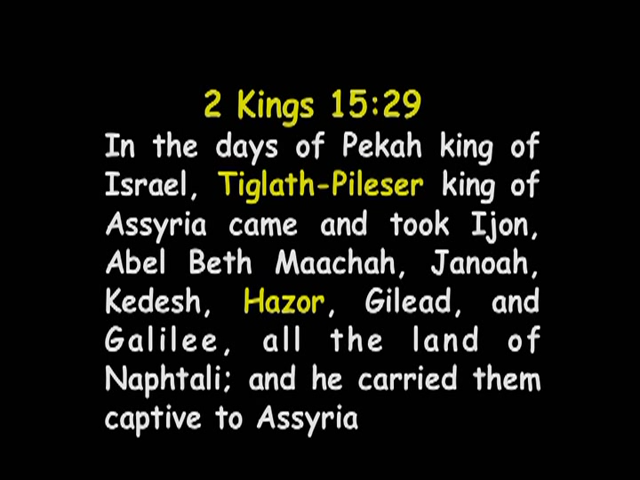 2 Kings 15:29
In the days of Pekah king of
Israel, Tiglath-Pileser king of
Assyria came and took Ijon,
Abel Beth Maachah, Janoah,
Kedesh, Hazor, Gilead, and
Galilee, all the land of
Naphtali; and he carried them
captive to Assyria